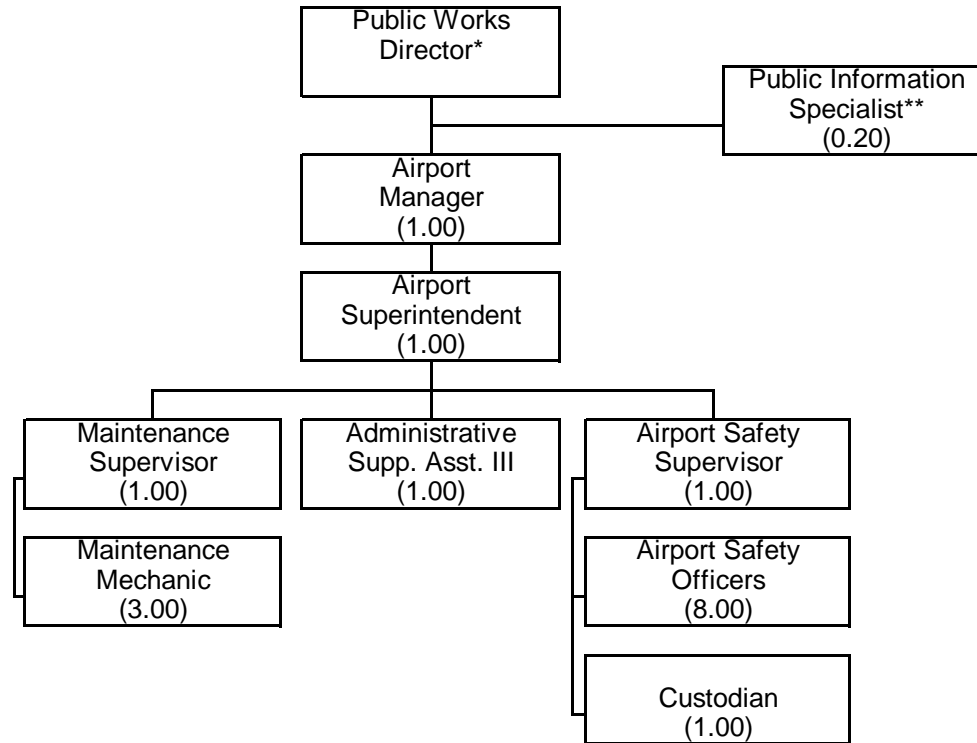 Public Works
Director*
Public Information
Specialist**
(0.20)
Airport
Manager
(1.00)
Airport
Superintendent
(1.00)
Maintenance
Supervisor
(1.00)
Administrative
Supp. Asst. III
(1.00)
Airport Safety
Supervisor
(1.00)
Maintenance
Mechanic
(3.00)
Airport Safety
Officers
(8.00)
Custodian
(1.00)